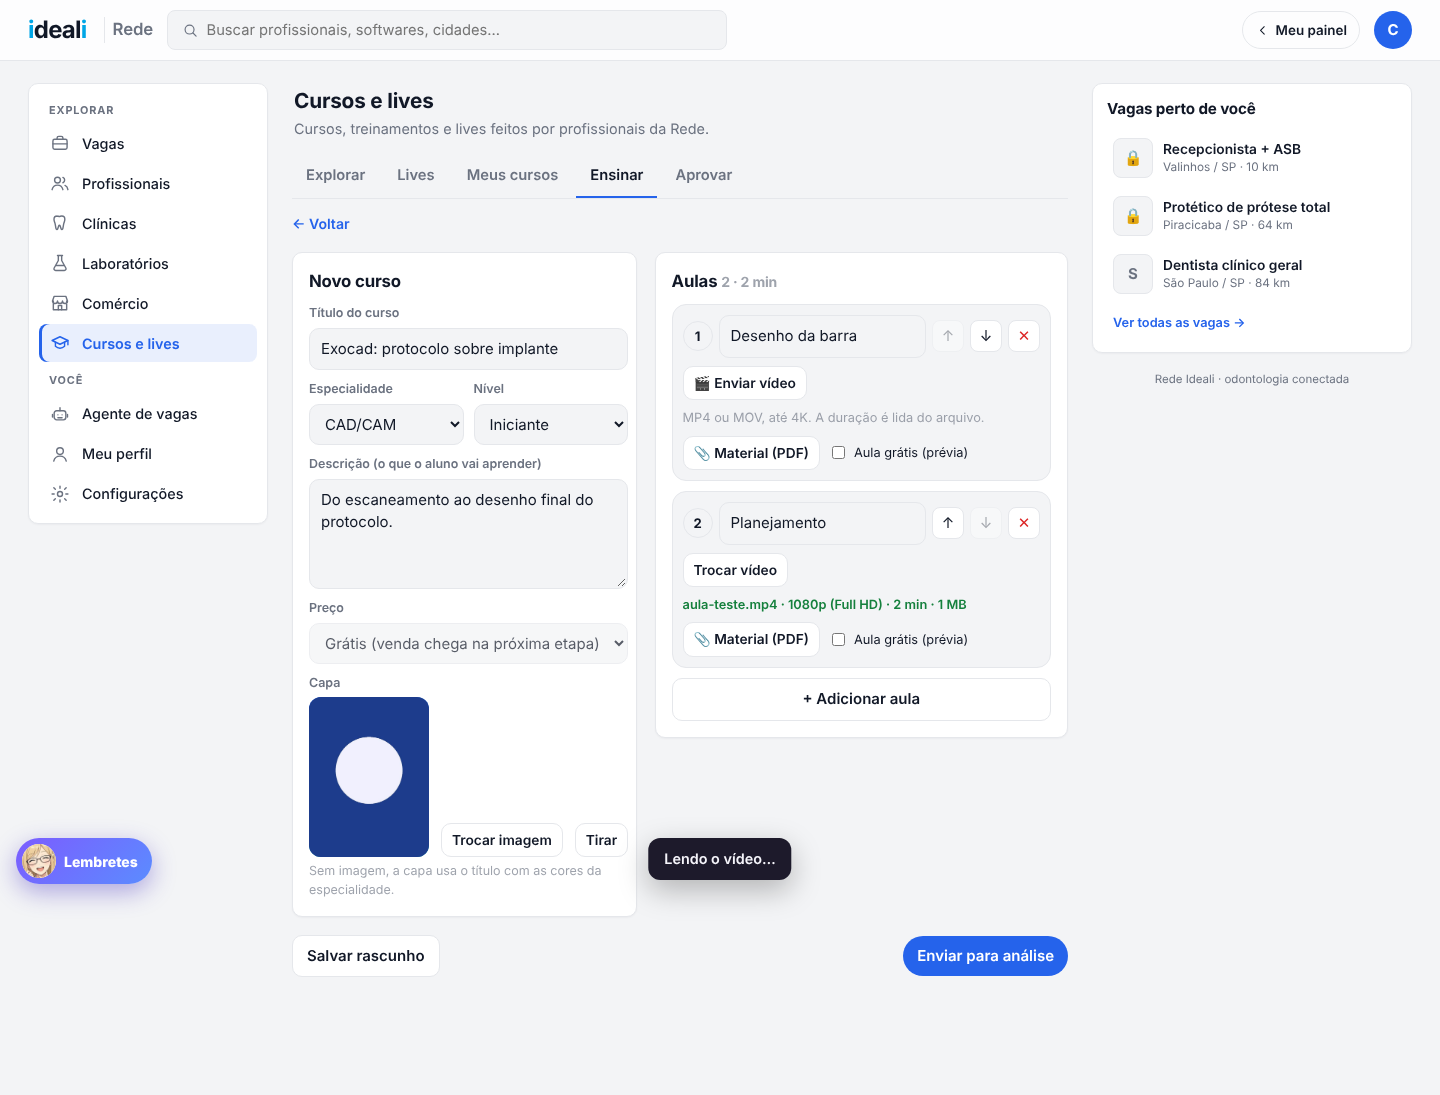 ideali
Rede
Buscar profissionais, softwares, cidades...
Meu painel
C
EXPLORAR
Vagas
Profissionais
Clínicas
Laboratórios
Comércio
Cursos e lives
VOCÊ
Agente de vagas
Meu perfil
Configurações
Lembretes
Cursos e lives
Cursos, treinamentos e lives feitos por profissionais da Rede.
Explorar
Lives
Meus cursos
Ensinar
Aprovar
← Voltar
Novo curso
Título do curso
Exocad: protocolo sobre implante
Especialidade
Nível
CAD/CAM
Iniciante
Descrição (o que o aluno vai aprender)
Do escaneamento ao desenho final do
protocolo.
Preço
Grátis (venda chega na próxima etapa)
Capa
Trocar imagem
Tirar
Sem imagem, a capa usa o título com as cores da
especialidade.
Salvar rascunho
Aulas 2 · 2 min
1
Desenho da barra
↑
↓
✕
🎬 Enviar vídeo
MP4 ou MOV, até 4K. A duração é lida do arquivo.
📎 Material (PDF)
Aula grátis (prévia)
2
Planejamento
↑
↓
✕
Trocar vídeo
aula-teste.mp4 · 1080p (Full HD) · 2 min · 1 MB
📎 Material (PDF)
Aula grátis (prévia)
+ Adicionar aula
Lendo o vídeo...
Enviar para análise
Vagas perto de você
Recepcionista + ASB
Valinhos / SP · 10 km
Protético de prótese total
Piracicaba / SP · 64 km
S
Dentista clínico geral
São Paulo / SP · 84 km
Ver todas as vagas →
Rede Ideali · odontologia conectada